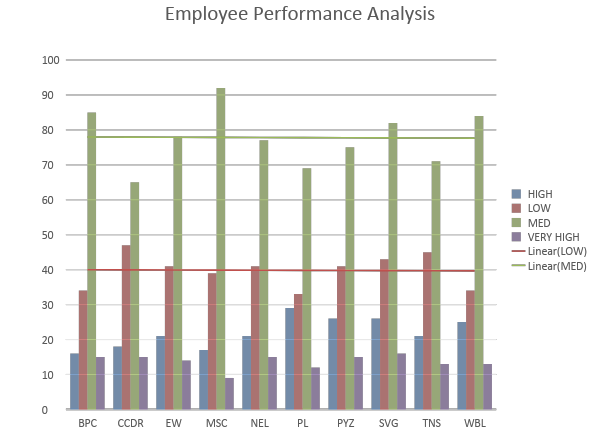 Employee Performance Analysis
100
90
80
70
60
50
40
30
20
10
0
BPC CCDR EW MSC NEL PL PYZ SVG TNS WBL
HIGH
LOW
MED
VERY HIGH
Linear(LOW)
Linear(MED)